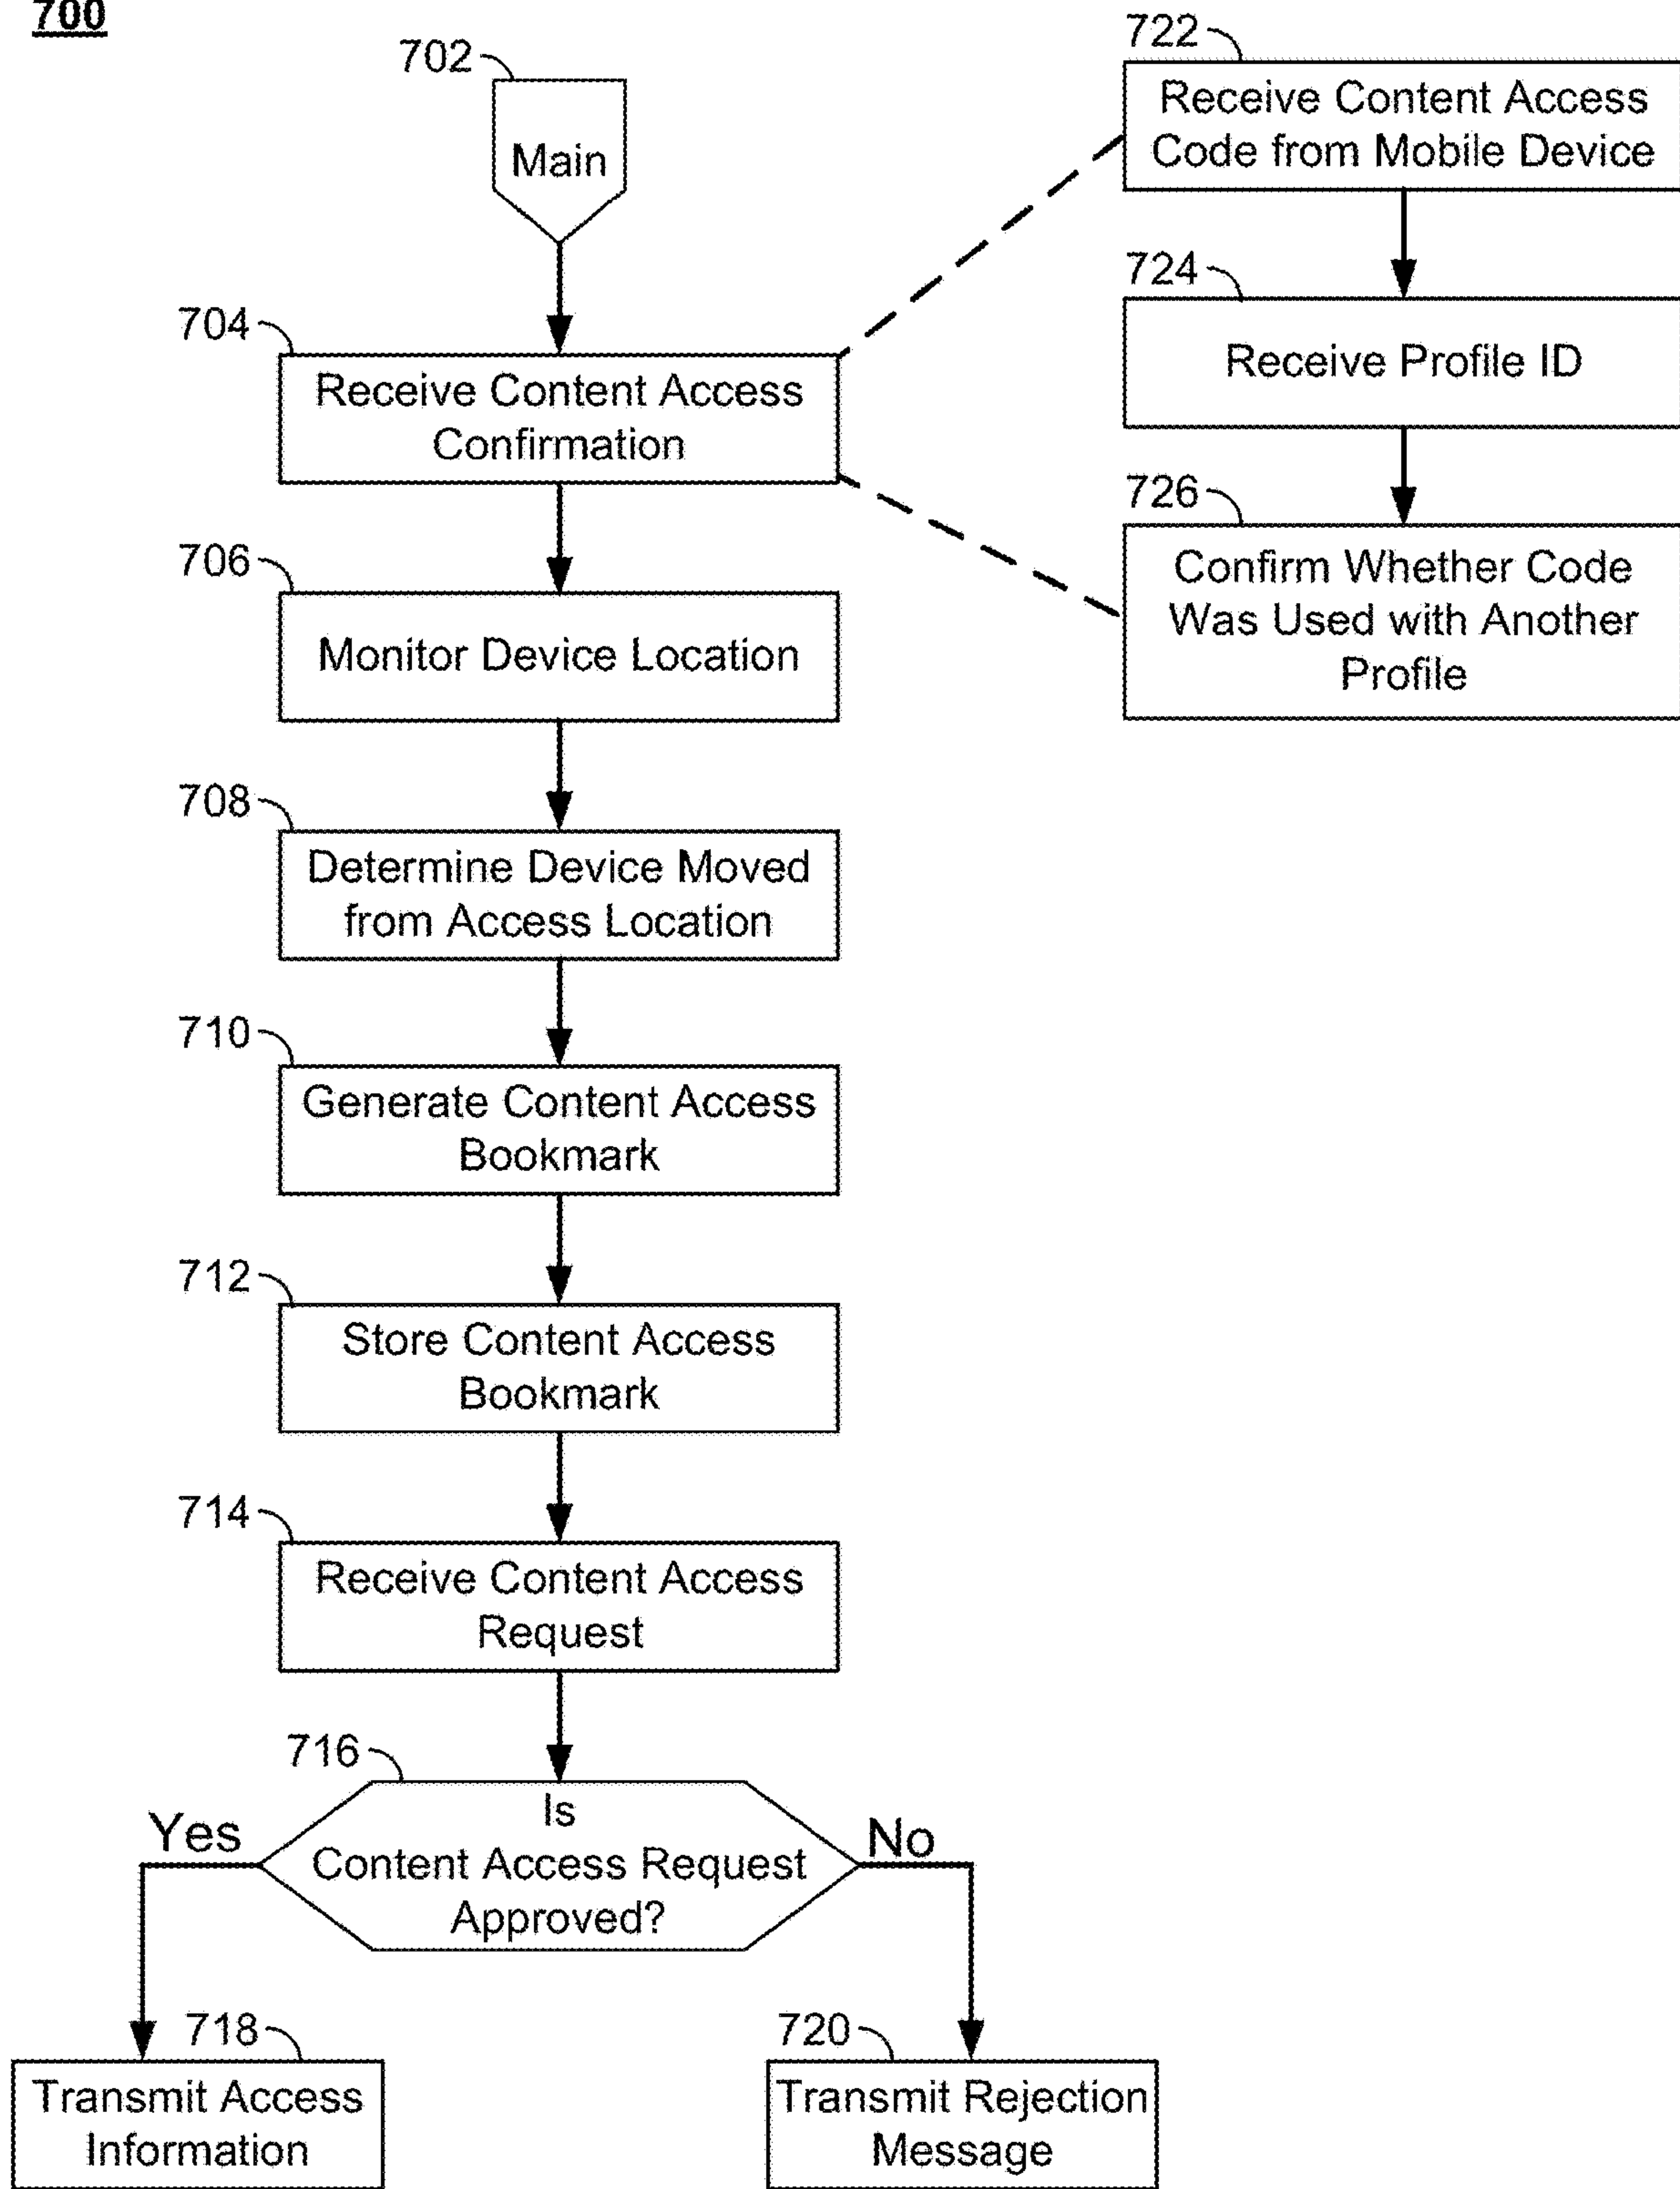 700
702
Main
704
Receive Content Access
Confirmation
706
Monitor Device Location
708
Determine Device Moved
from Access Location
710
Generate Content Access
Bookmark
712
Store Content Access
Bookmark
714
Receive Content Access
Request
716
Is
Content Access Request
Approved?
Yes
No
718
Transmit Access
Information
720
Transmit Rejection
Message
722
Receive Content Access
Code from Mobile Device
724
Receive Profile ID
726
Confirm Whether Code
Was Used with Another
Profile